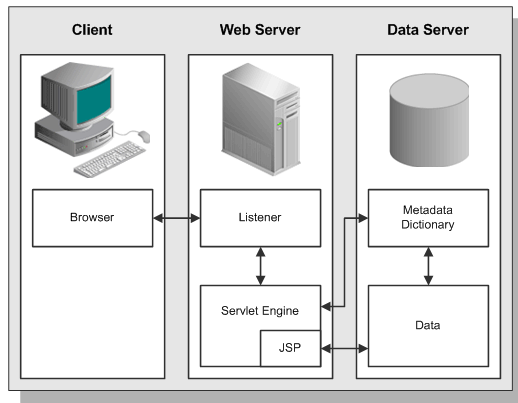 Client
Web Server
Data Server
Browser
Listener
Metadata
Dictionary
Servlet Engine
JSP
Data